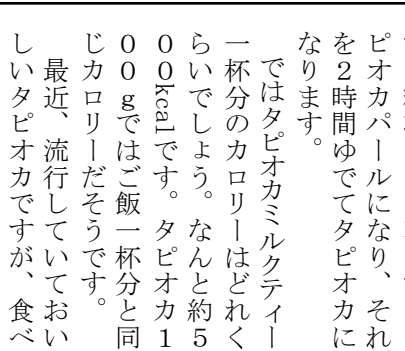 ピオカパールになり、それ
を２時間ゆでてタピオカに
なります。
ではタピオカミルクティー
一杯分のカロリーはどれく
らいでしょう。なんと約５
００kcalです。タピオカ１
００ｇではご飯一杯分と同
じカロリーだそうです。
最近、流行していておい
しいタピオカですが、食べ